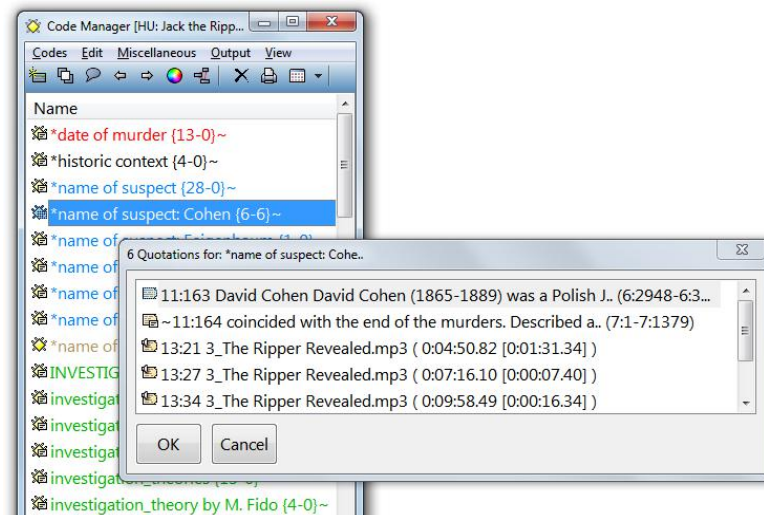 Code Manager [HU: Jack the Ripp...
Codes Edit Miscellaneous Output View
Name
*date of murder {13-0}~
*historic context {4-0}~
*name of suspect {28-0}~
*name of suspect: Cohen {6-6}~
*name of
*name of
*name of
*name of
*name of
INVESTIG
investigat
investigat
investigation_theory by M. Fido {4-0}~
6 Quotations for: *name of suspect: Cohe..
11:163 David Cohen David Cohen (1865-1889) was a Polish J.. (6:2948-6:3...
~11:164 coincided with the end of the murders. Described a.. (7:1-7:1379)
13:21 3_The Ripper Revealed.mp3 ( 0:04:50.82 [0:01:31.34] )
13:27 3_The Ripper Revealed.mp3 ( 0:07:16.10 [0:00:07.40] )
13:34 3_The Ripper Revealed.mp3 ( 0:09:58.49 [0:00:16.34] )
OK Cancel